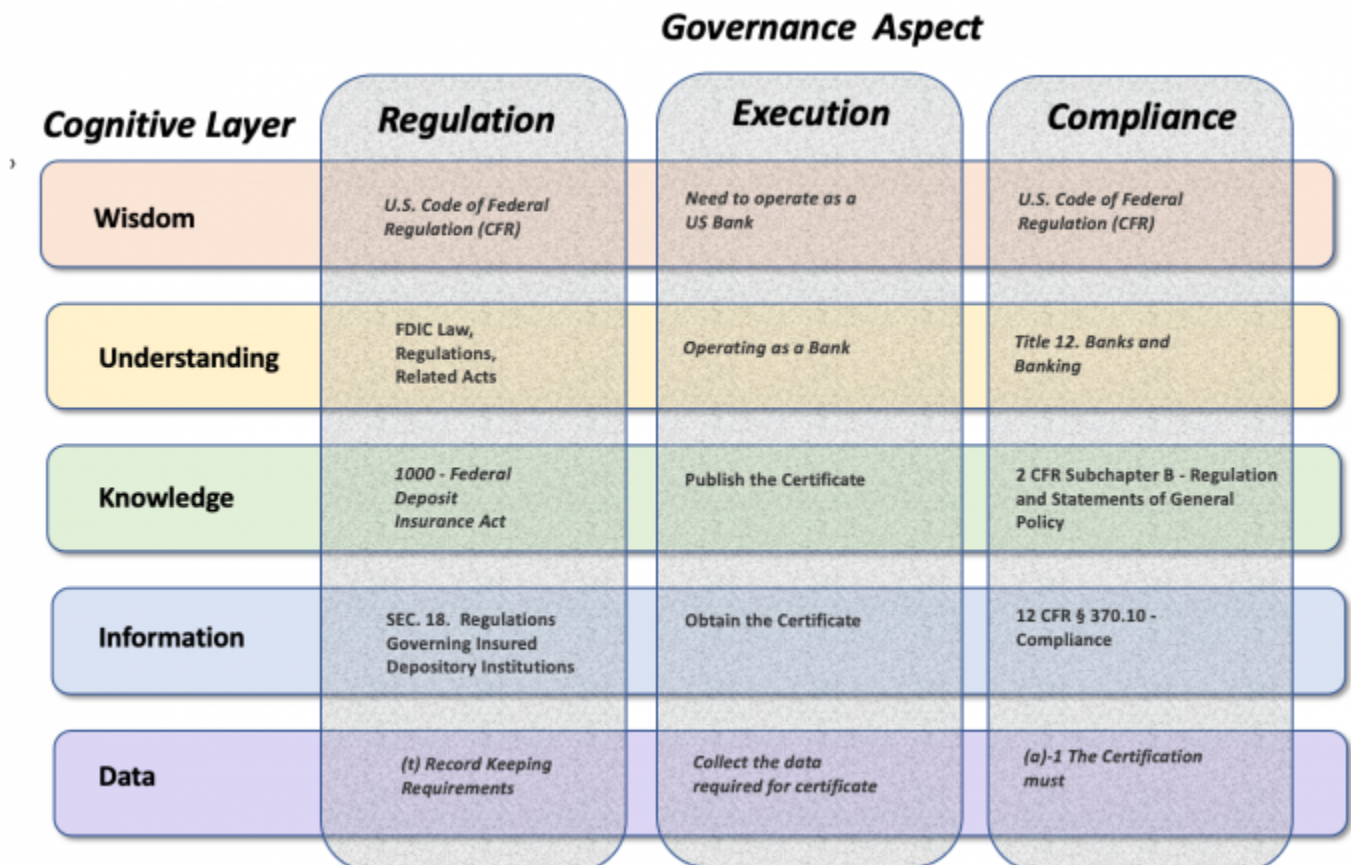 Governance Aspect
Cognitive Layer
Regulation
Execution
Compliance
Wisdom
U.S. Code of Federal
Regulation (CFR)
Need to operate as a
US Bank
U.S. Code of Federal
Regulation (CFR)
Understanding
FDIC Law,
Regulations,
Related Acts
Operating as a Bank
Title 12. Banks and
Banking
Knowledge
1000 - Federal
Deposit
Insurance Act
Publish the Certificate
2 CFR Subchapter B - Regulation
and Statements of General
Policy
Information
SEC. 18. Regulations
Governing Insured
Depository Institutions
Obtain the Certificate
12 CFR § 370.10 -
Compliance
Data
(t) Record Keeping
Requirements
Collect the data
required for certificate
(a)-1 The Certification
must